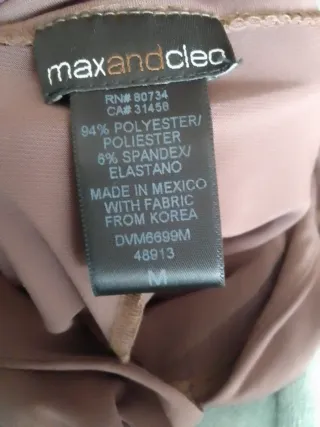 maxandcleo
RN# 80734
CA# 31458
94% POLYESTER/
POLIESTER
6% SPANDEX/
ELASTANO
MADE IN MEXICO
WITH FABRIC
FROM KOREA
DVM6699M
48913
M